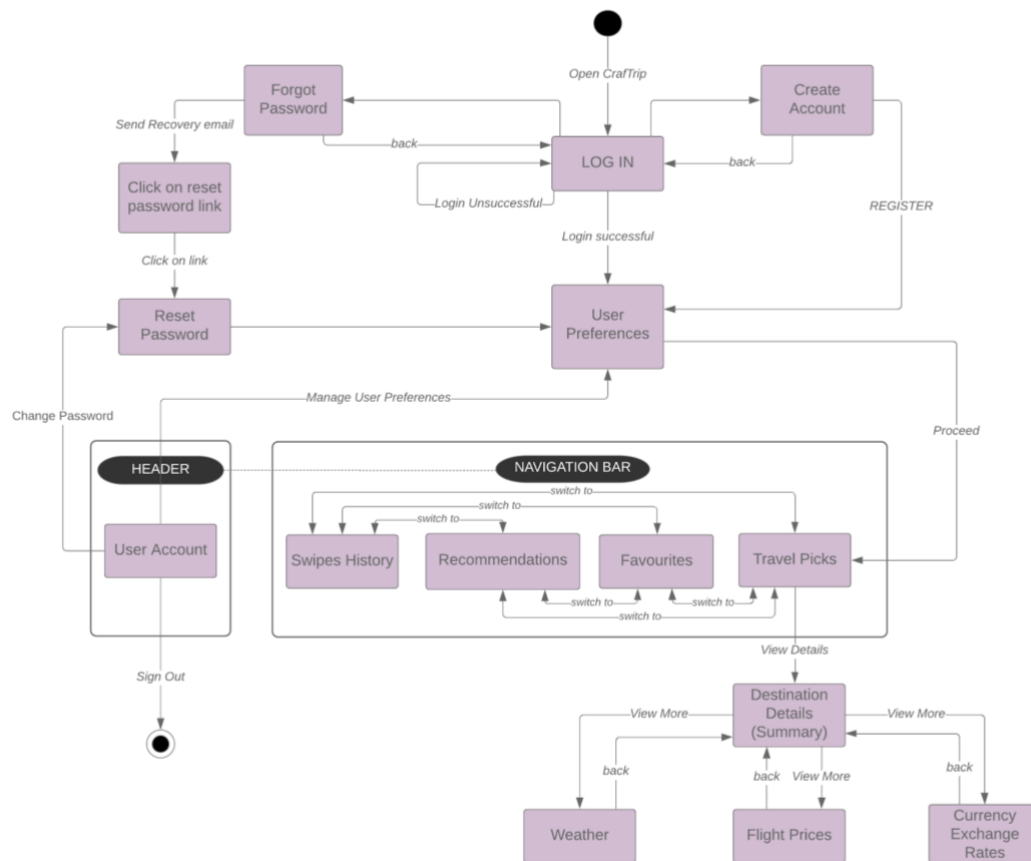 Open CrafTrip
Forgot
Password
Create
Account
Send Recovery email
back
LOG IN
back
Click on reset
password link
Login Unsuccessful
REGISTER
Login successful
Click on link
Reset
Password
User
Preferences
Manage User Preferences
Change Password
Proceed
HEADER
NAVIGATION BAR
switch to
switch to
switch to
User Account
Swipes History
Recommendations
Favourites
Travel Picks
switch to
switch to
switch to
View Details
Sign Out
Destination
Details
(Summary)
View More
View More
back
back
View More
back
Weather
Flight Prices
Currency
Exchange
Rates